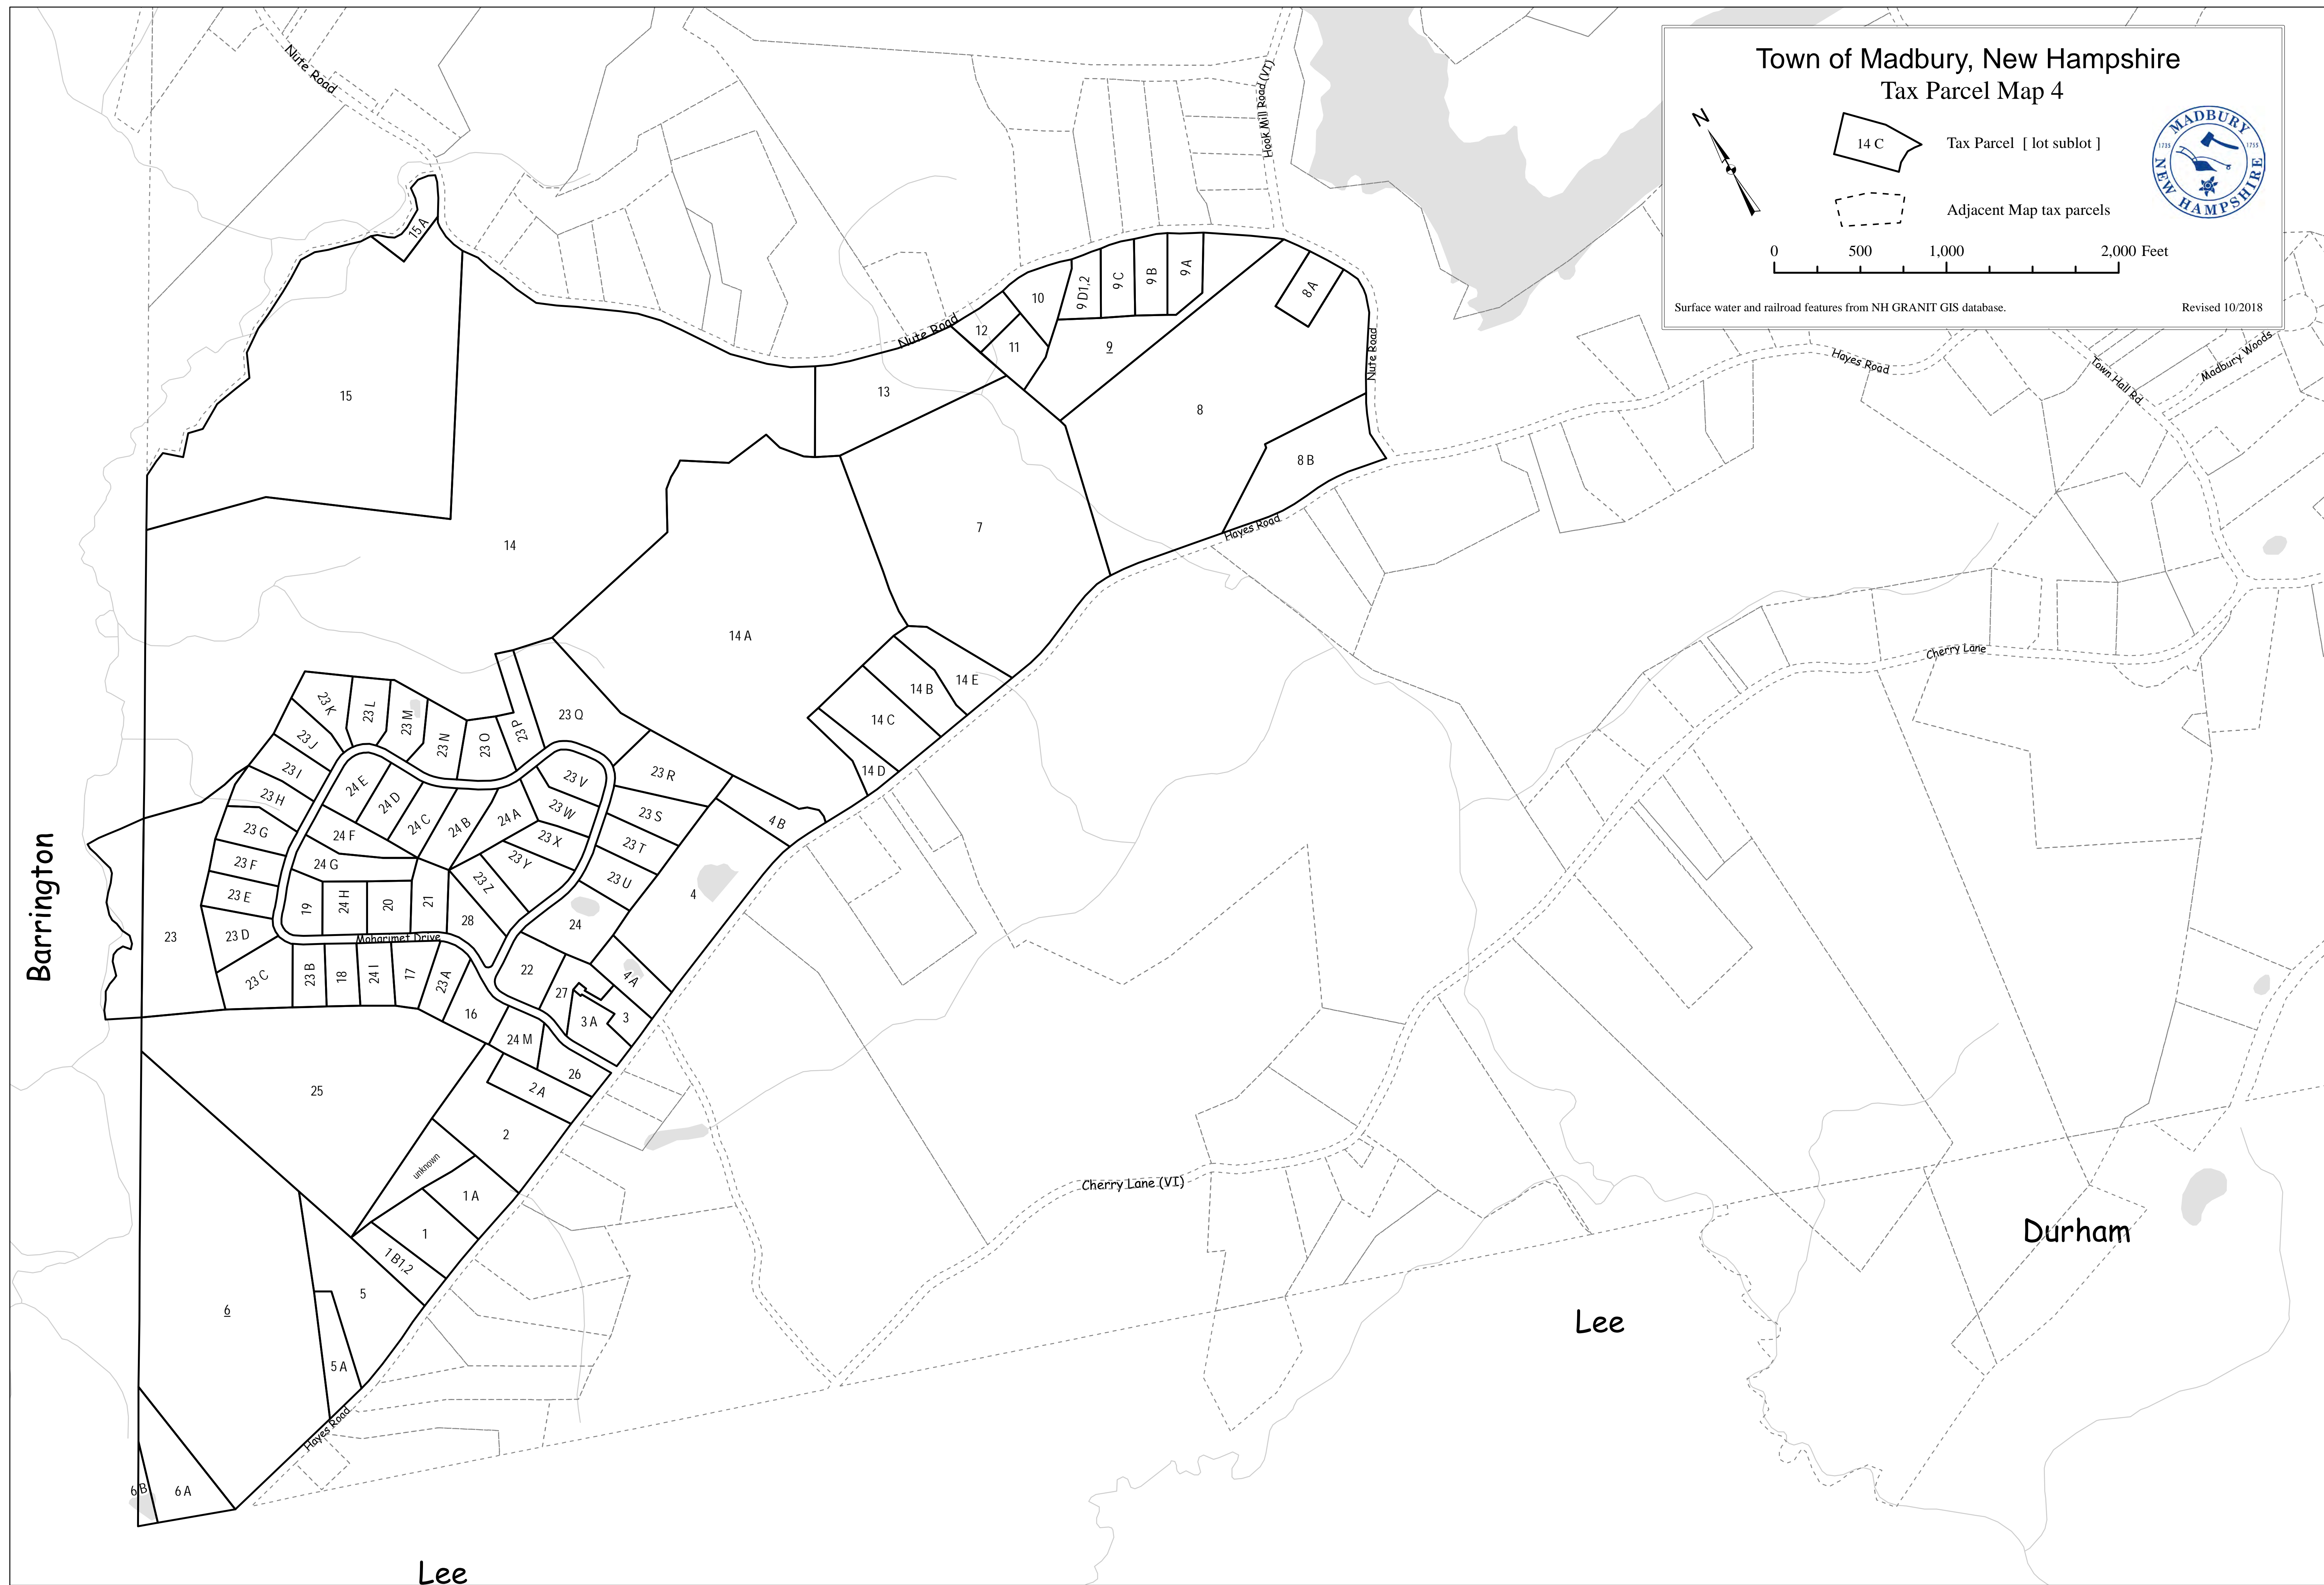 Town of Madbury, New Hampshire
Tax Parcel Map 4
N
14 C
Tax Parcel [ lot sublot ]
Adjacent Map tax parcels
MADBURY
1735
1755
NEW HAMPSHIRE
0 500 1,000 2,000 Feet
Surface water and railroad features from NH GRANIT GIS database.
Revised 10/2018
Nute Road
Hook Mill Road (VI)
15 A
15
10
9 D1,2
9 C
9 B
9 A
8 A
Nute Road
12
11
9
Nute Road
Hayes Road
Town Hall Rd.
Madbury Woods
13
8
8 B
7
Hayes Road
14
14 A
Cherry Lane
14 E
14 B
14 C
14 D
23 K
23 L
23 M
23 N
23 O
23 P
23 Q
23 J
23 I
23 H
23 G
23 F
23 E
23 D
23 C
23
24 E
24 D
24 C
24 B
24 A
23 V
23 W
23 X
23 Y
23 Z
23 R
23 S
23 T
23 U
4 B
4
24 F
24 G
19
24 H
20
21
28
24
Moharimet Drive
23 B
18
24 I
17
23 A
16
22
27
4 A
3 A
3
24 M
26
2 A
2
25
unknown
1 A
1
1 B1,2
5
5 A
6
6 A
6 B
Hayes Road
Cherry Lane (VI)
Barrington
Durham
Lee
Lee